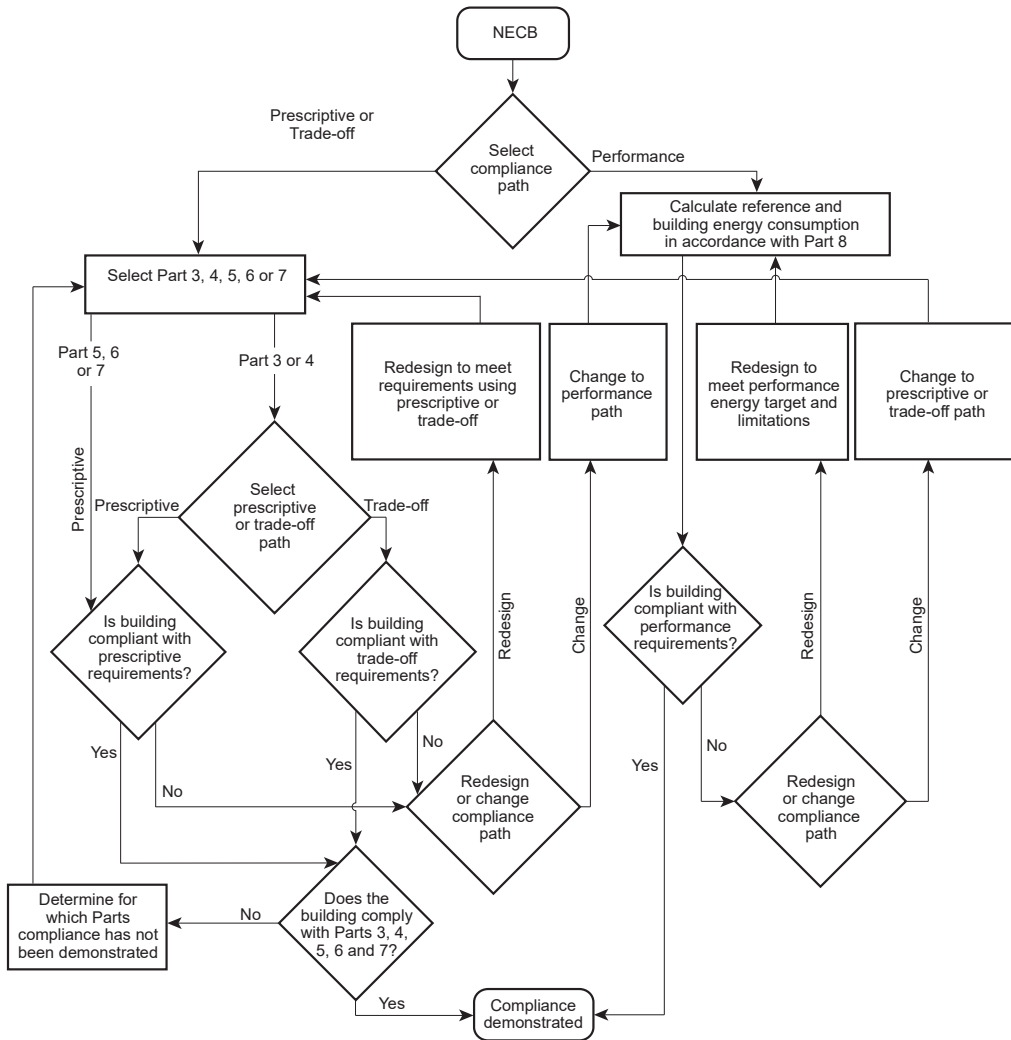 NECB
Prescriptive or
Trade-off
Select
compliance
path
Performance
Calculate reference and
building energy consumption
in accordance with Part 8
Select Part 3, 4, 5, 6 or 7
Part 5, 6
or 7
Part 3 or 4
Redesign to meet
requirements using
prescriptive or
trade-off
Change to
performance
path
Redesign to
meet performance
energy target and
limitations
Change to
prescriptive or
trade-off path
Prescriptive
Prescriptive
Select
prescriptive
or trade-off
path
Trade-off
Is building
compliant with
prescriptive
requirements?
Is building
compliant with
trade-off
requirements?
Redesign
Change
Is building
compliant with
performance
requirements?
Redesign
Change
Yes
No
Yes
No
Redesign
or change
compliance
path
Yes
No
Redesign
or change
compliance
path
Determine for
which Parts
compliance has not
been demonstrated
No
Does the
building comply
with Parts 3, 4,
5, 6 and 7?
Yes
Compliance
demonstrated